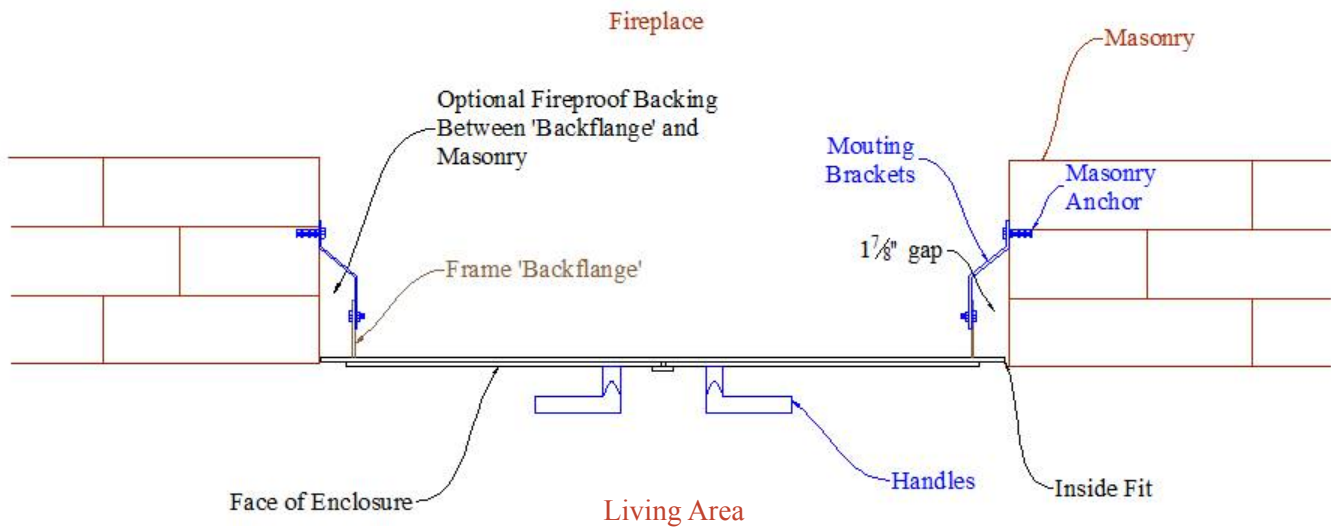 Fireplace
Masonry
Optional Fireproof Backing
Between 'Backflange' and
Masonry
Mouting
Brackets
Masonry
Anchor
1⅞" gap
Frame 'Backflange'
Handles
Inside Fit
Face of Enclosure
Living Area